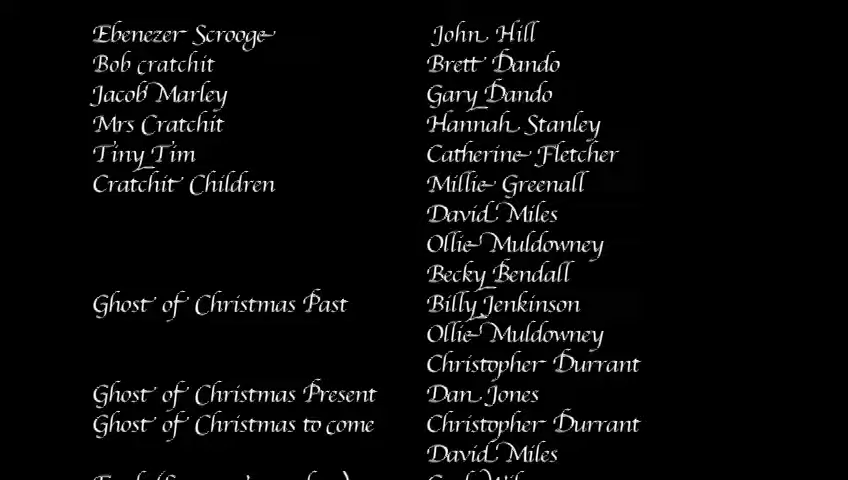 Ebenezer Scrooge John Hill
Bob cratchit Brett Dando
Jacob Marley Gary Dando
Mrs Cratchit Hannah Stanley
Tiny Tim Catherine Fletcher
Cratchit Children Millie Greenall
David Miles
Ollie Muldowney
Becky Bendall
Ghost of Christmas Past Billy Jenkinson
Ollie Muldowney
Christopher Durrant
Ghost of Christmas Present Dan Jones
Ghost of Christmas to come Christopher Durrant
David Miles